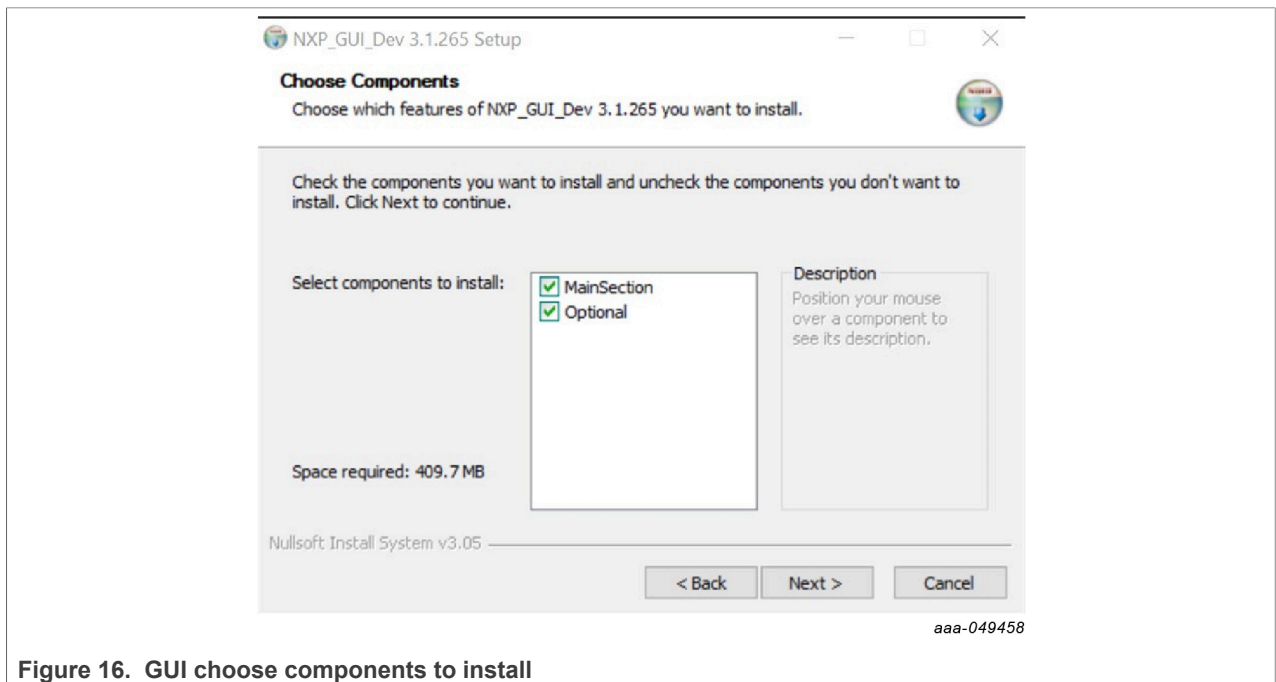 NXP_GUI_Dev 3.1.265 Setup
Choose Components
Choose which features of NXP_GUI_Dev 3.1.265 you want to install.
Check the components you want to install and uncheck the components you don't want to
install. Click Next to continue.
Select components to install:
MainSection
Optional
Description
Position your mouse
over a component to
see its description.
Space required: 409.7 MB
Nullsoft Install System v3.05
< Back
Next >
Cancel
aaa-049458
Figure 16. GUI choose components to install